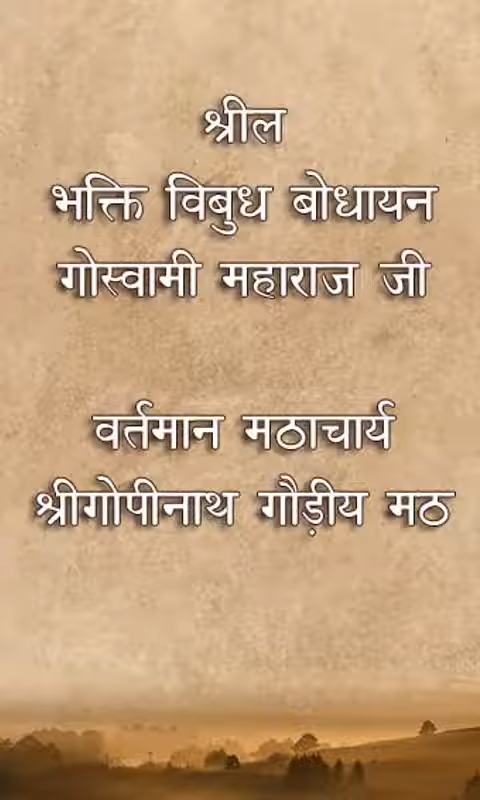 श्रील
भक्ति विबुध बोधायन
गोस्वामी महाराज जी
वर्तमान मठाचार्य
श्रीगोपीनाथ गौड़ीय मठ